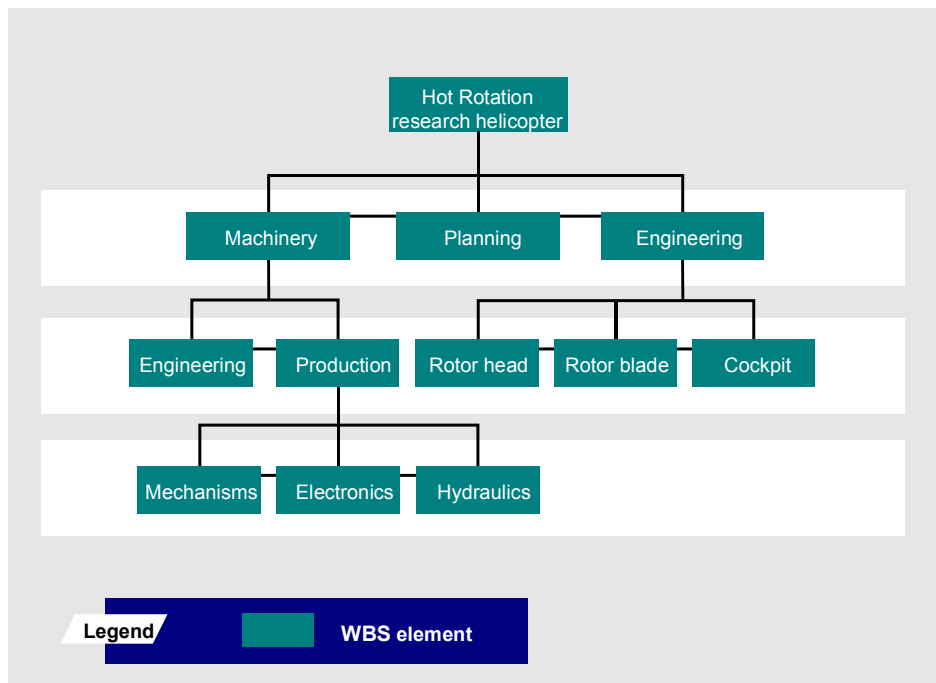 Hot Rotation
research helicopter
Machinery
Planning
Engineering
Engineering
Production
Rotor head
Rotor blade
Cockpit
Mechanisms
Electronics
Hydraulics
Legend
WBS element